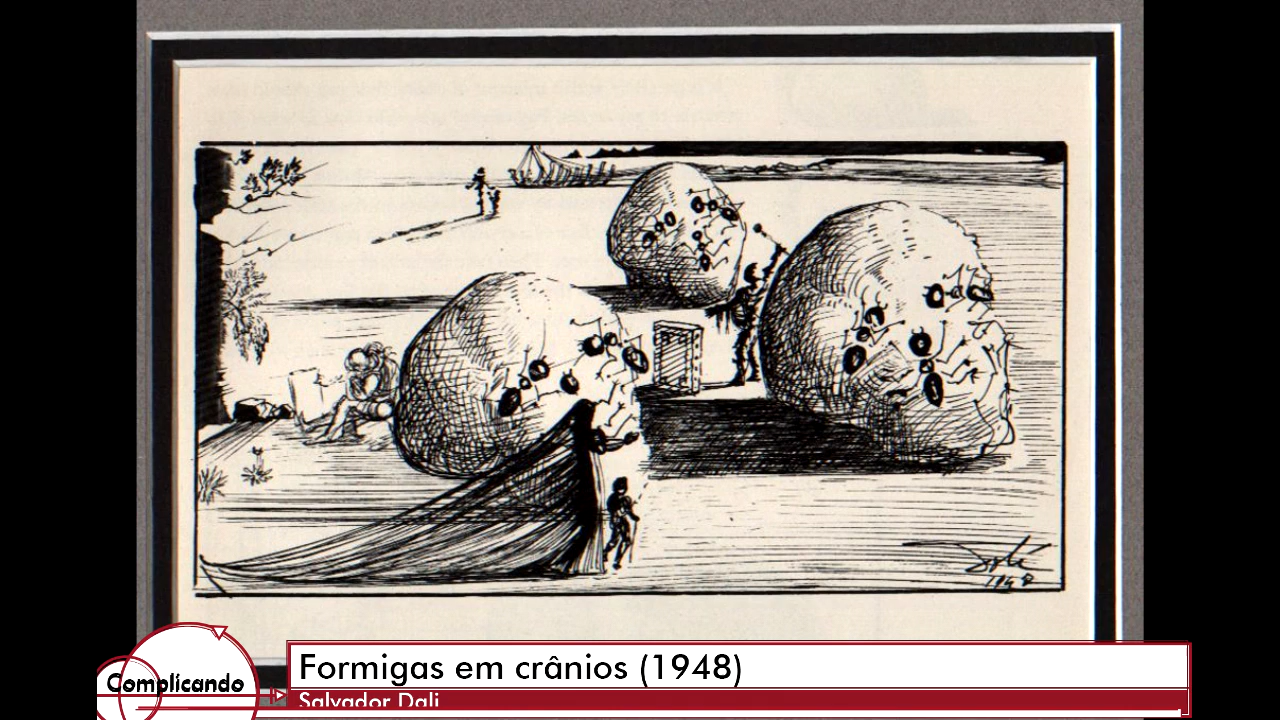 Dalí
1948
Complicando
Formigas em crânios (1948)
Salvador Dali